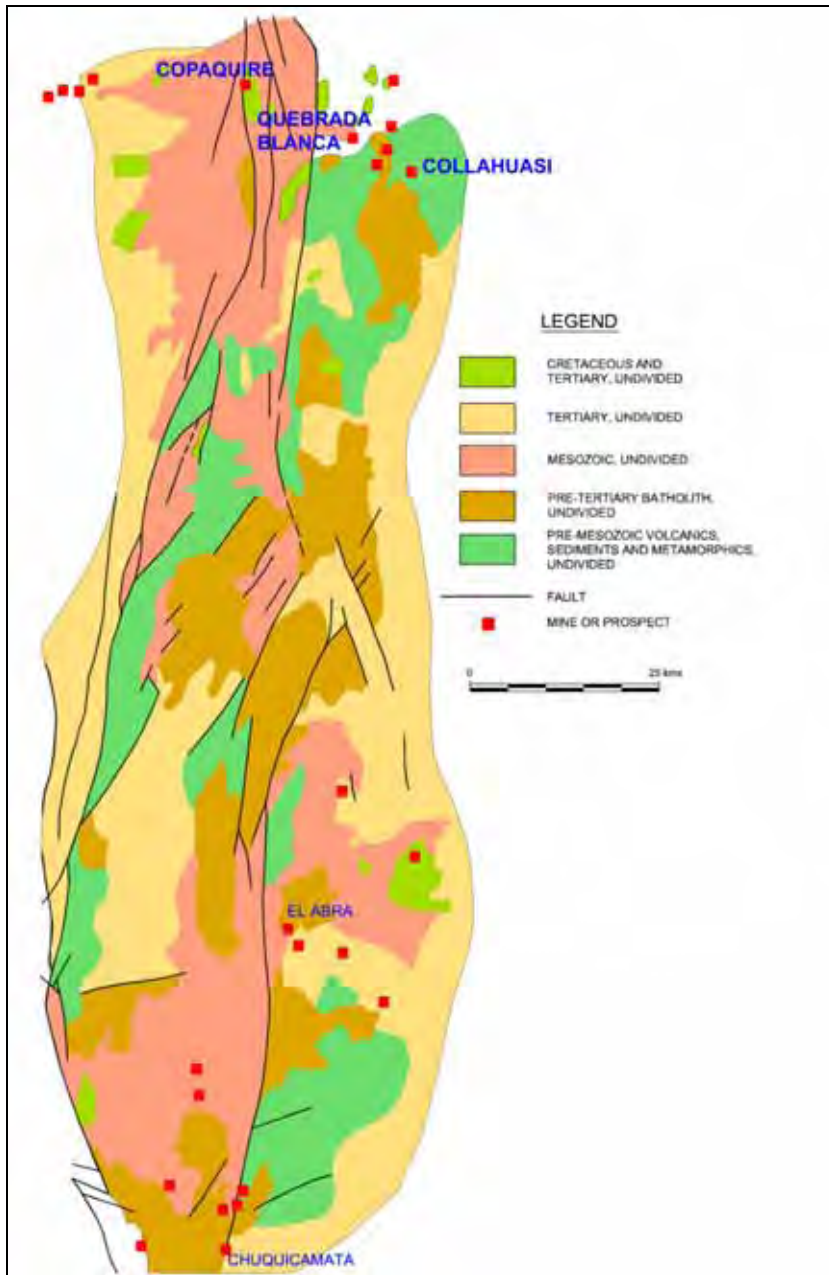 COPAQUIRE
QUEBRADA
BLANCA
COLLAHUASI
LEGEND
CRETACEOUS AND
TERTIARY, UNDIVIDED
TERTIARY, UNDIVIDED
MESOZOIC, UNDIVIDED
PRE-TERTIARY BATHOLITH,
UNDIVIDED
PRE-MESOZOIC VOLCANICS,
SEDIMENTS AND METAMORPHICS,
UNDIVIDED
FAULT
MINE OR PROSPECT
0 25 kms
EL ABRA
CHUQUICAMATA